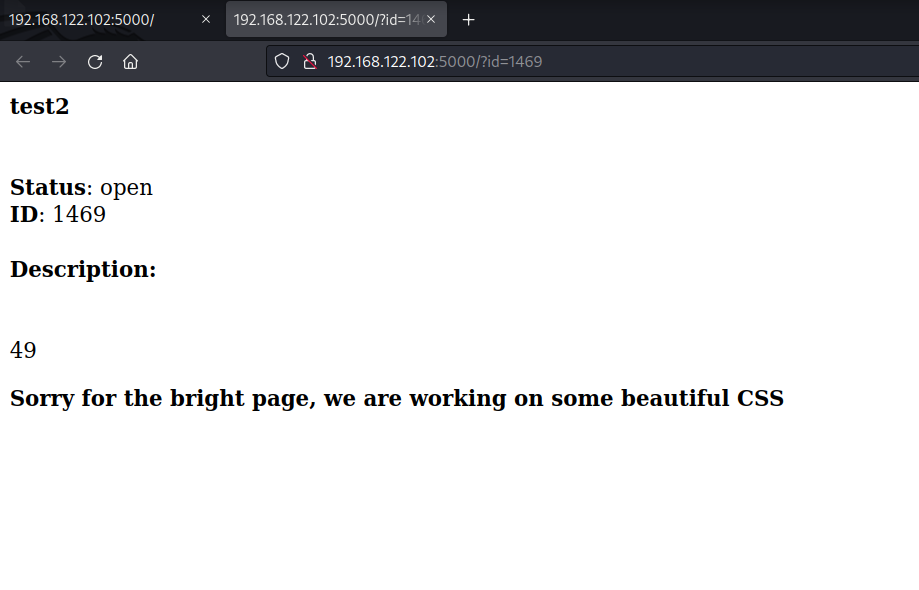 192.168.122.102:5000/
192.168.122.102:5000/?id=14
192.168.122.102:5000/?id=1469
test2
Status: open
ID: 1469
Description:
49
Sorry for the bright page, we are working on some beautiful CSS